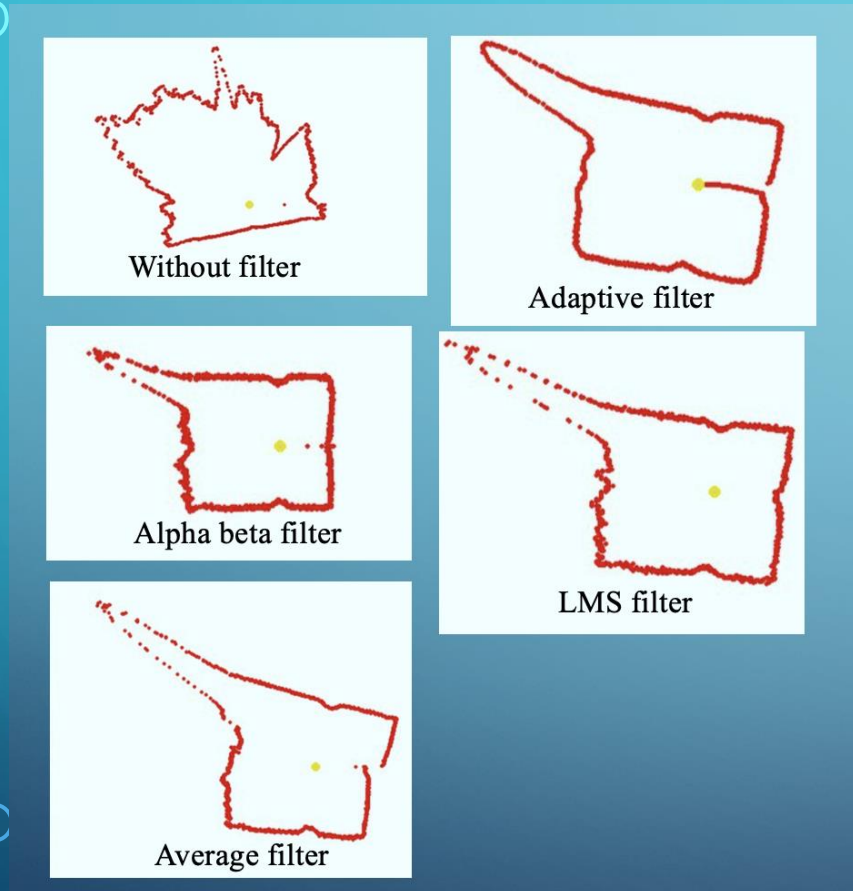 Without filter
Adaptive filter
Alpha beta filter
LMS filter
Average filter